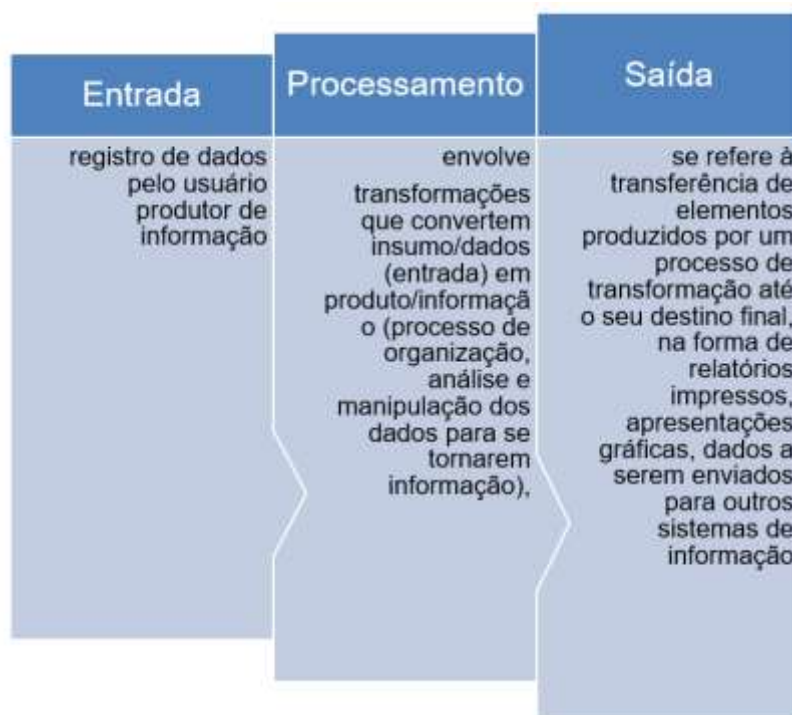 Entrada
registro de dados
pelo usuário
produtor de
informação
Processamento
envolve
transformações
que convertem
insumo/dados
(entrada) em
produto/informaçã
o (processo de
organização,
análise e
manipulação dos
dados para se
tornarem
informação),
Saída
se refere à
transferência de
elementos
produzidos por um
processo de
transformação até
o seu destino final,
na forma de
relatórios
impressos,
apresentações
gráficas, dados a
serem enviados
para outros
sistemas de
informação